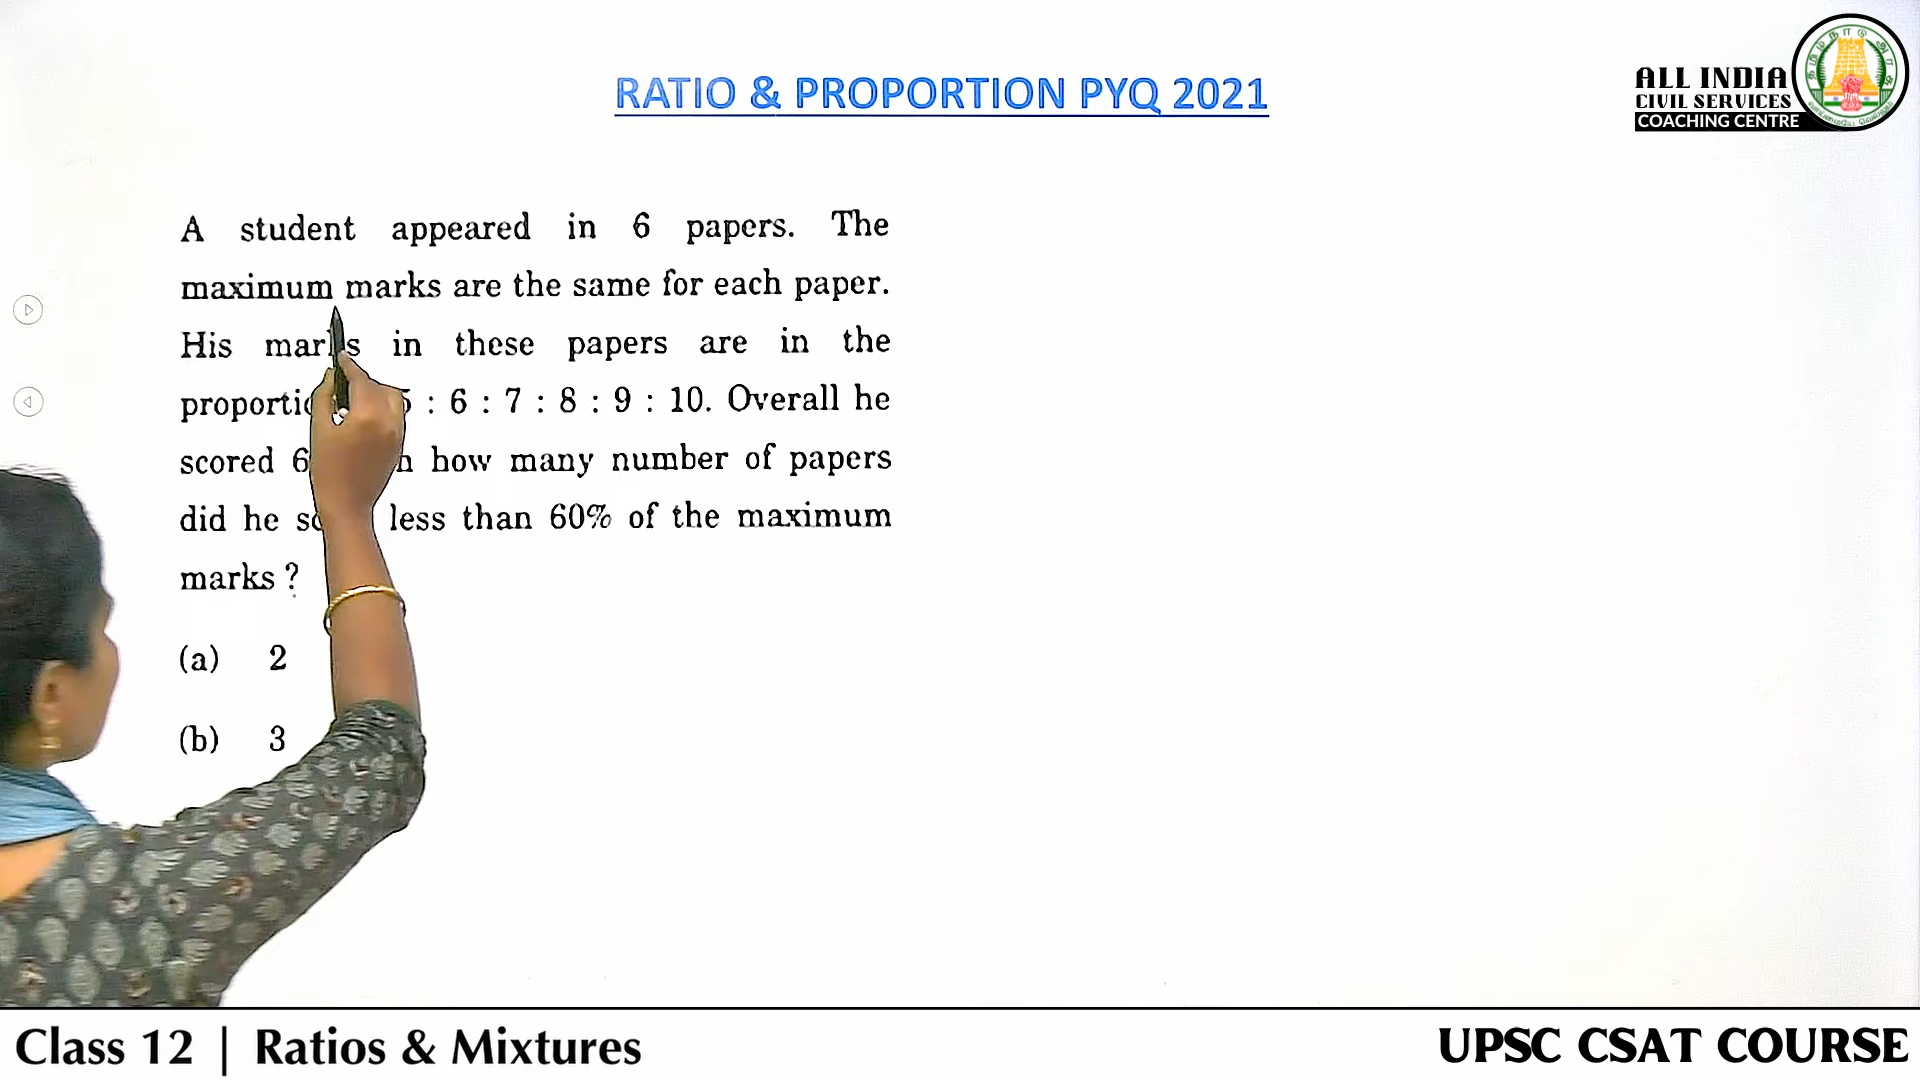 RATIO & PROPORTION PYQ 2021
ALL INDIA
CIVIL SERVICES
COACHING CENTRE
A student appeared in 6 papers. The
maximum marks are the same for each paper.
His marks in these papers are in the
5 : 6 : 7 : 8 : 9 : 10. Overall he
scored how many number of papers
did he less than 60% of the maximum
marks ?
(a) 2
(b) 3
Class 12 | Ratios & Mixtures
UPSC CSAT COURSE